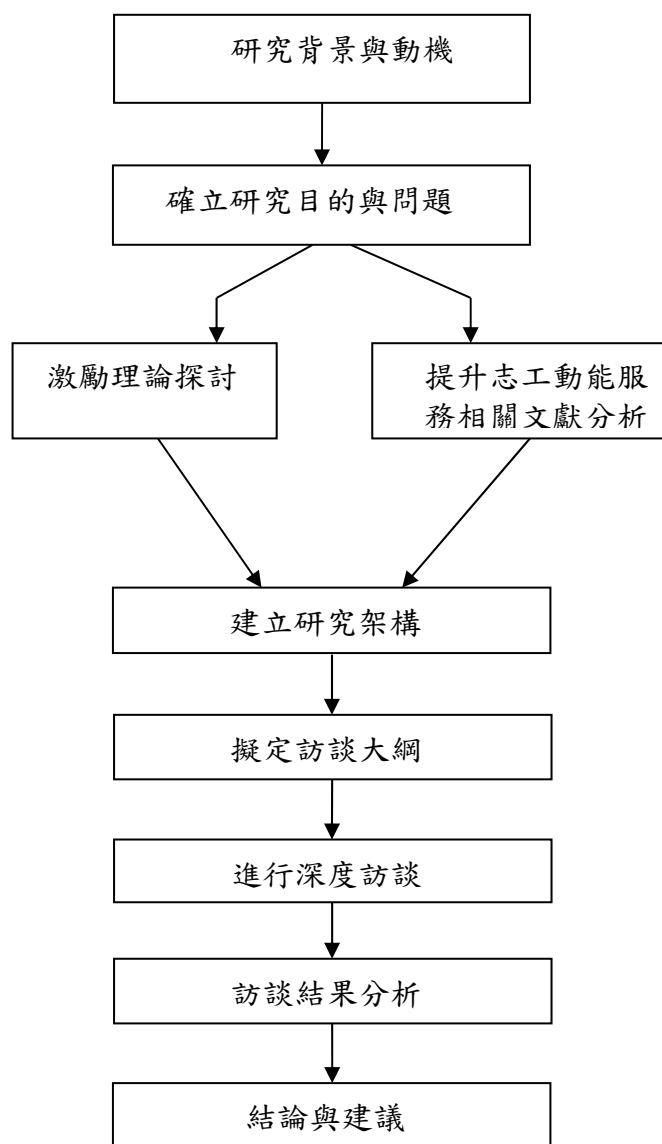 研究背景與動機
確立研究目的與問題
激勵理論探討
提升志工動能服
務相關文獻分析
建立研究架構
擬定訪談大綱
進行深度訪談
訪談結果分析
結論與建議